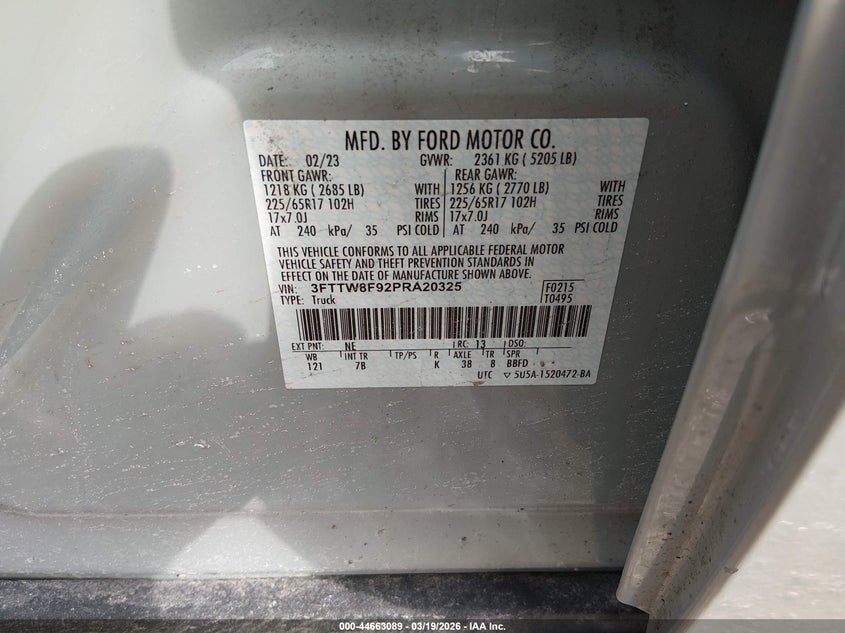 MFD. BY FORD MOTOR CO.
DATE: 02/23 GVWR: 2361 KG ( 5205 LB)
FRONT GAWR: REAR GAWR:
1218 KG ( 2685 LB) WITH 1256 KG ( 2770 LB) WITH
225/65R17 102H TIRES 225/65R17 102H TIRES
17x7.0J RIMS 17x7.0J RIMS
AT 240 kPa/ 35 PSI COLD AT 240 kPa/ 35 PSI COLD
THIS VEHICLE CONFORMS TO ALL APPLICABLE FEDERAL MOTOR
VEHICLE SAFETY AND THEFT PREVENTION STANDARDS IN
EFFECT ON THE DATE OF MANUFACTURE SHOWN ABOVE.
VIN: 3FTTW8F92PRA20325 F0215
TYPE: Truck T0495
EXT PNT: NE RC: 13 DSO:
WB INT TR TP/PS R AXLE TR SPR
121 7B K 38 8 BBFD
UTC ▽ 5U5A-1520472-BA
000-44663089 - 03/19/2026 - IAA Inc.